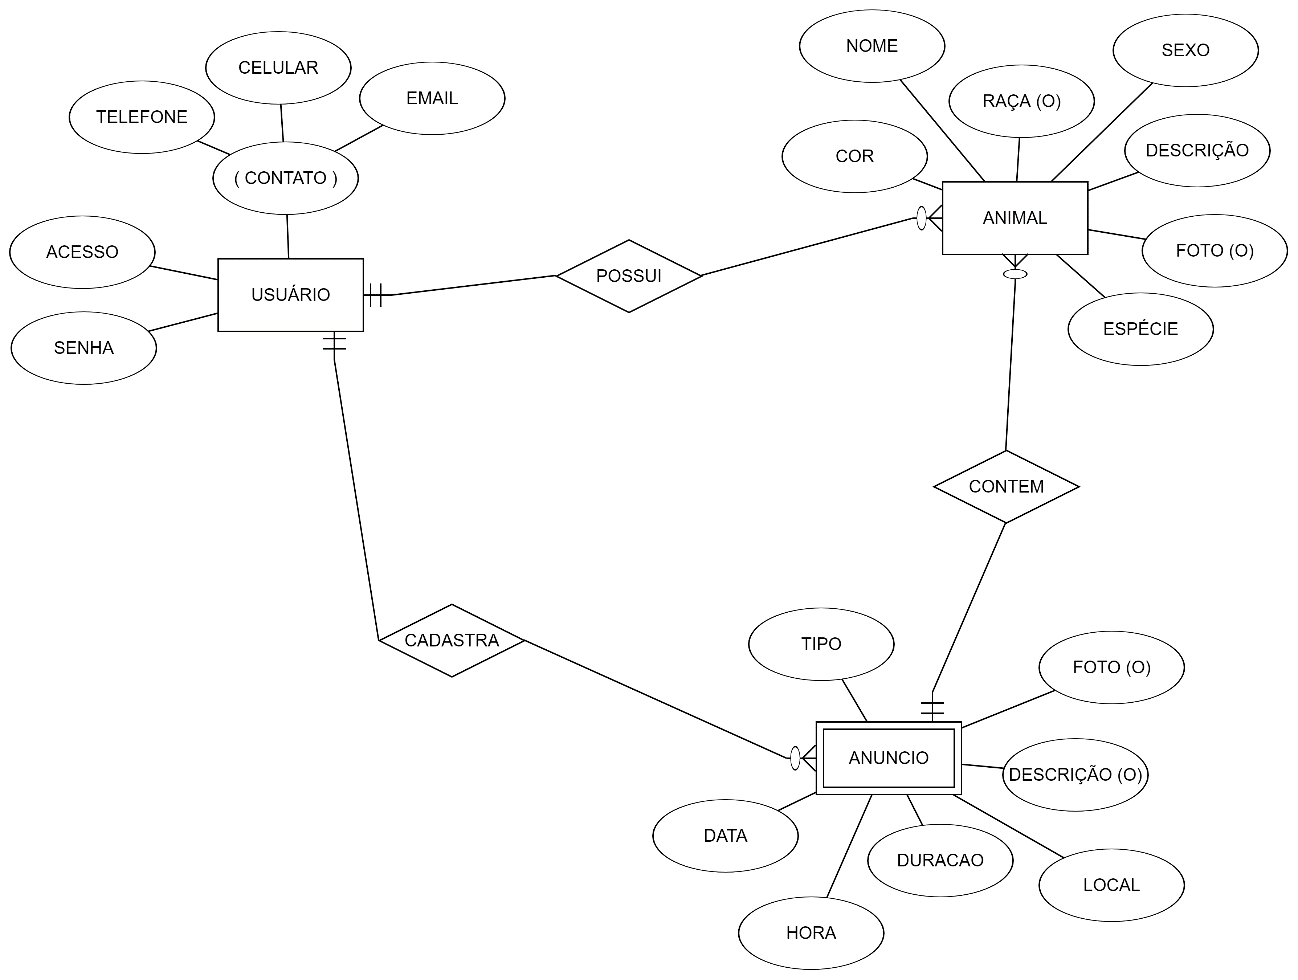 NOME
SEXO
CELULAR
EMAIL
RAÇA (O)
TELEFONE
COR
DESCRIÇÃO
( CONTATO )
ANIMAL
ACESSO
FOTO (O)
POSSUI
USUÁRIO
ESPÉCIE
SENHA
CONTEM
CADASTRA
TIPO
FOTO (O)
ANUNCIO
DESCRIÇÃO (O)
DATA
DURACAO
LOCAL
HORA